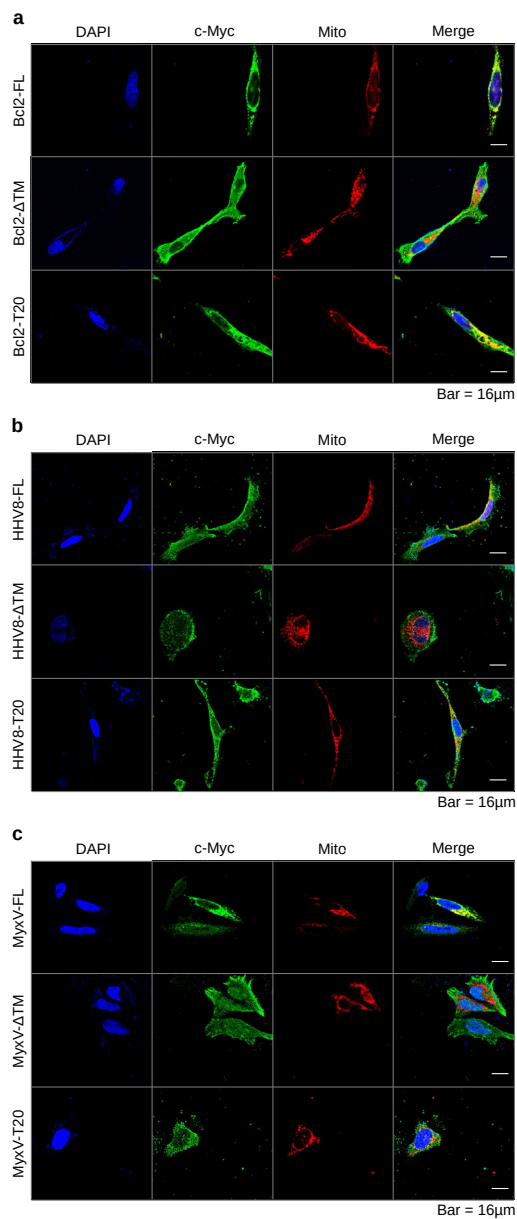 a
DAPI c-Myc Mito Merge
Bcl2-FL
Bcl2-ΔTM
Bcl2-T20
Bar = 16µm
b
DAPI c-Myc Mito Merge
HHV8-FL
HHV8-ΔTM
HHV8-T20
Bar = 16µm
c
DAPI c-Myc Mito Merge
MyxV-FL
MyxV-ΔTM
MyxV-T20
Bar = 16µm